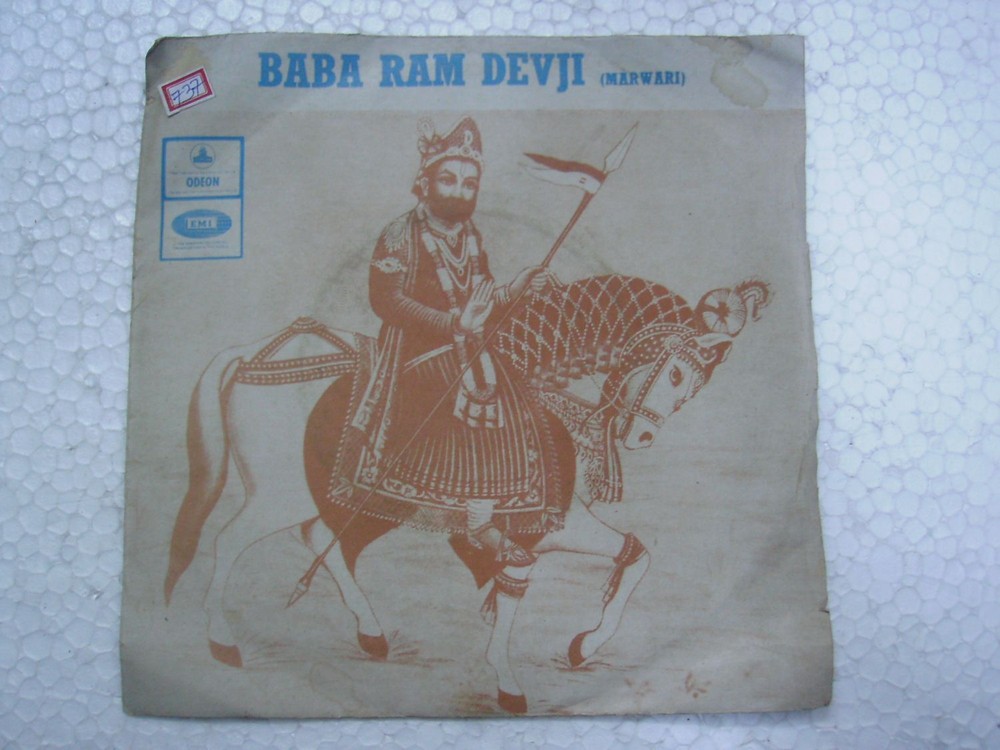 BABA RAM DEVJI (MARWARI)
737
ODEON
EMI